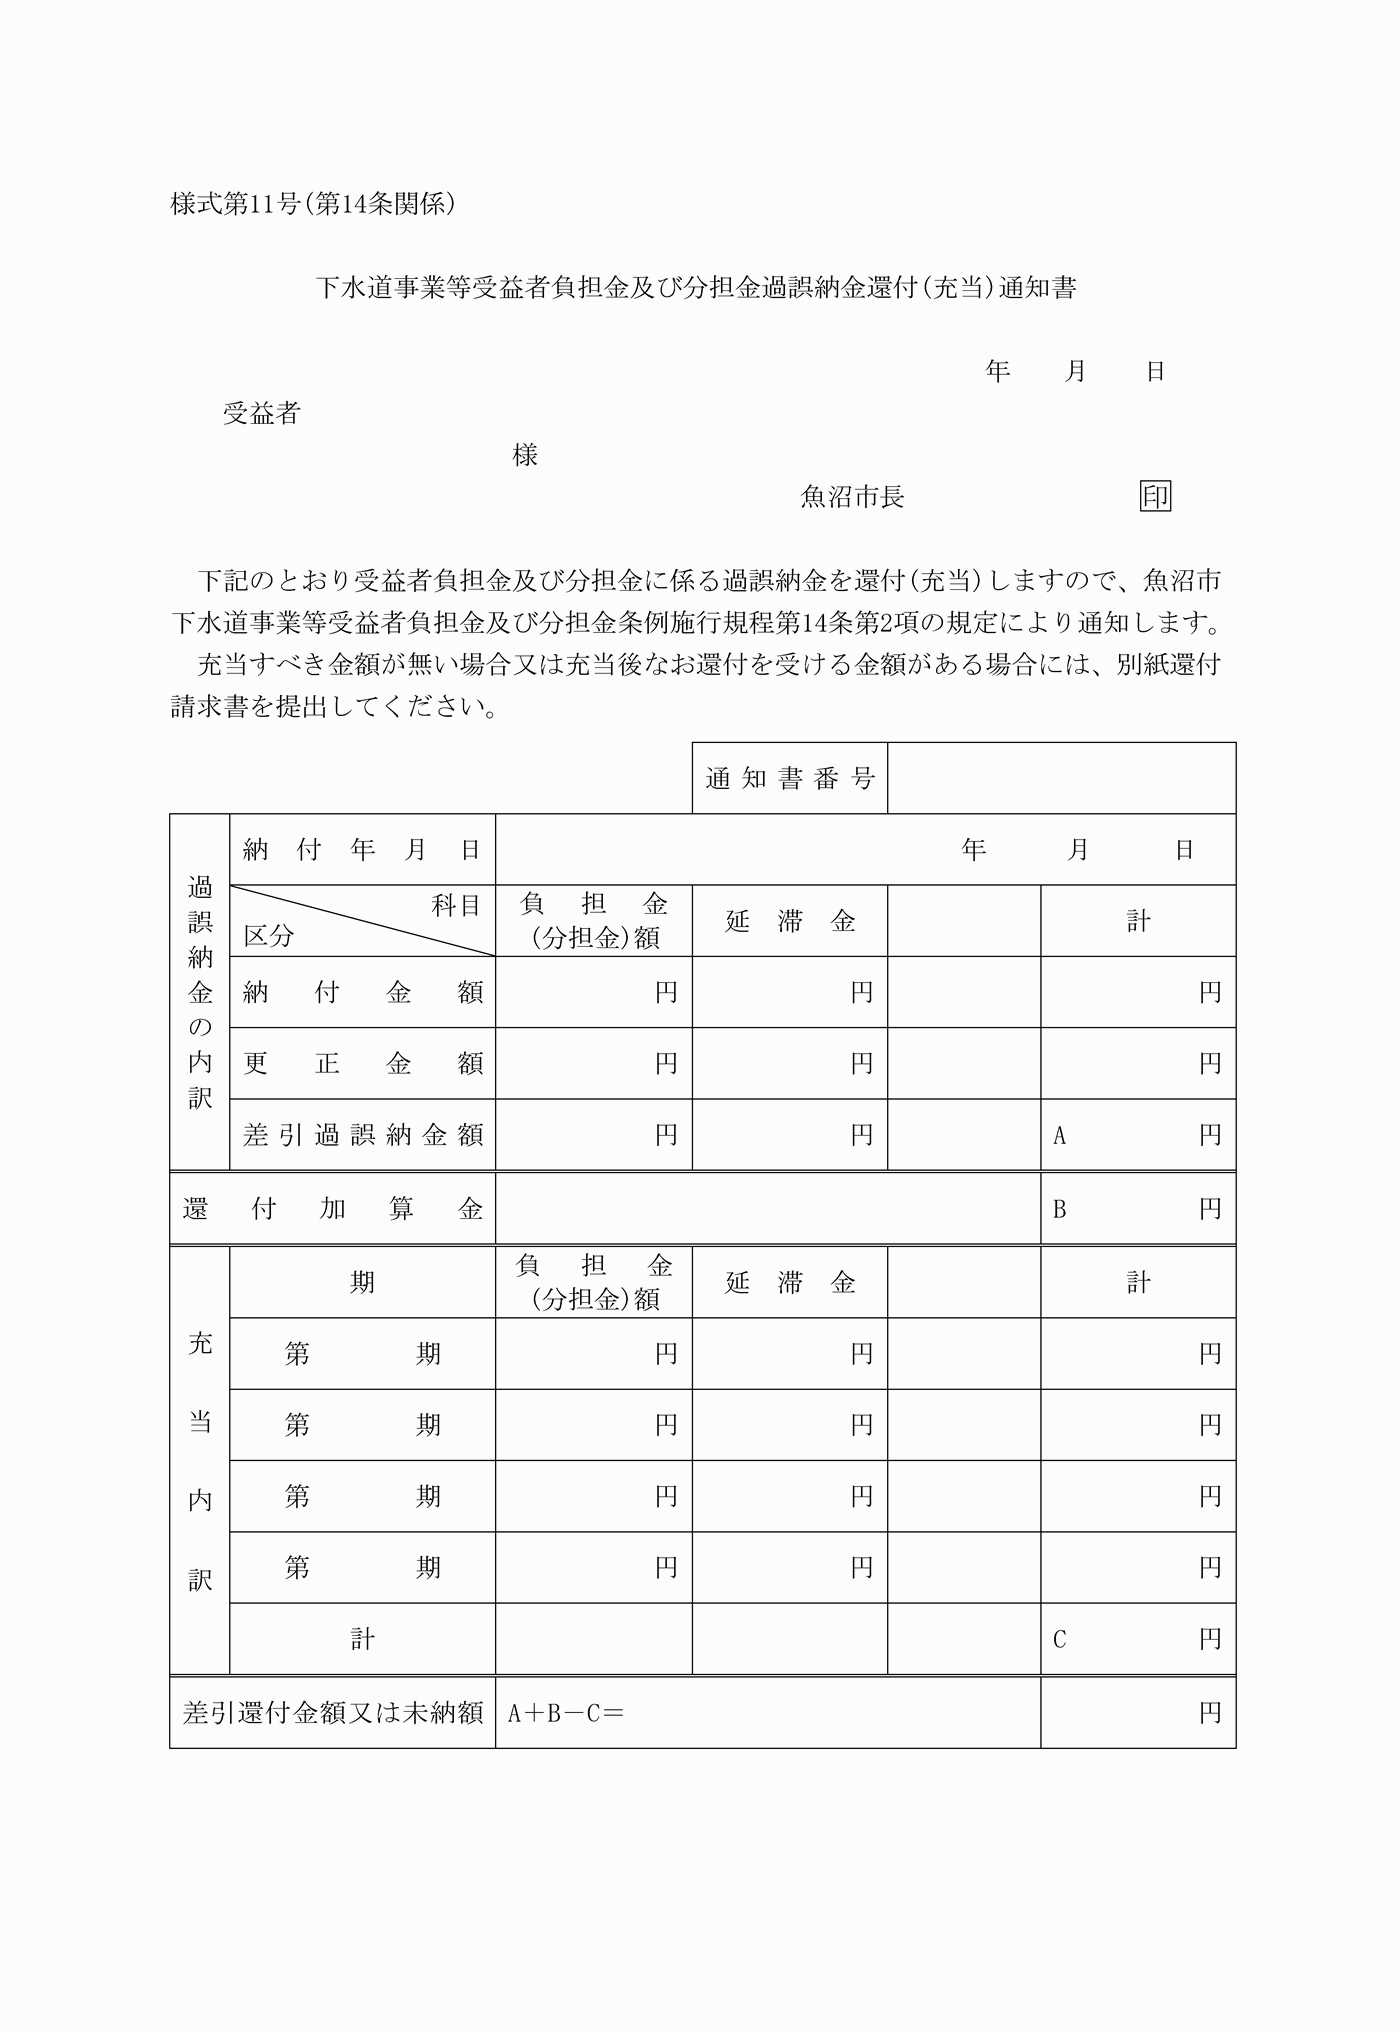 様式第11号(第14条関係)
下水道事業等受益者負担金及び分担金過誤納金還付(充当)通知書
年　月　日
受益者
様
魚沼市長　印
下記のとおり受益者負担金及び分担金に係る過誤納金を還付(充当)しますので、魚沼市
下水道事業等受益者負担金及び分担金条例施行規程第14条第2項の規定により通知します。
充当すべき金額が無い場合又は充当後なお還付を受ける金額がある場合には、別紙還付
請求書を提出してください。
通知書番号
過誤納金の内訳
納付年月日　年　月　日
科目
区分
負担金
(分担金)額
延滞金　計
納付金額　円　円　円
更正金額　円　円　円
差引過誤納金額　円　円　A　円
還付加算金　B　円
充当内訳
期
負担金
(分担金)額
延滞金　計
第　期　円　円　円
第　期　円　円　円
第　期　円　円　円
第　期　円　円　円
計　C　円
差引還付金額又は未納額　A＋B－C＝　円